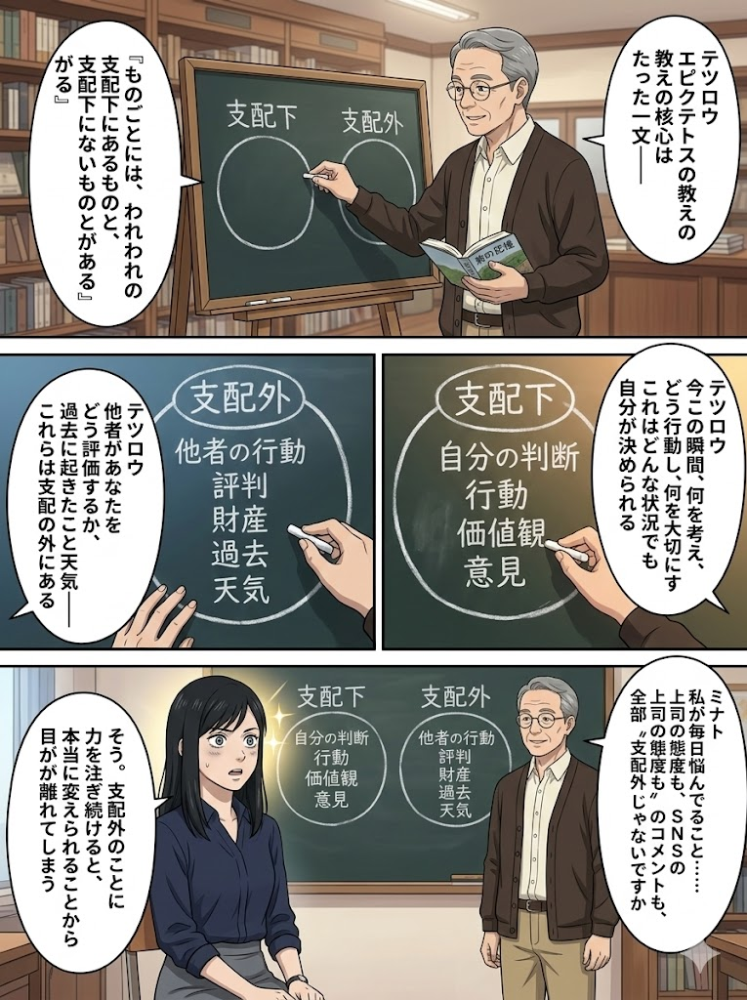 テツロウ
エピクテトスの教えの
教えの核心は
たった一文――
『ものごとには、われわれの
支配下にあるものと、
支配下にないものとがある』
がる』
支配下
支配外
テツロウ
今この瞬間、何を考え、
どう行動し、何を大切にす
これはどんな状況でも
自分が決められる
支配下
自分の判断
行動
価値観
意見
テツロウ
他者があなたを
どう評価するか、
過去に起きたこと天気――
これらは支配の外にある
支配外
他者の行動
評判
財産
過去
天気
ミナト
私が毎日悩んでること……
上司の態度も、SNSの
上司の態度も〝のコメントも、
全部〝支配外じゃないですか
支配下
自分の判断
行動
価値観
意見
支配外
他者の行動
評判
財産
過去
天気
そう。支配外のことに
力を注ぎ続けると、
本当に変えられることから
目がが離れてしまう